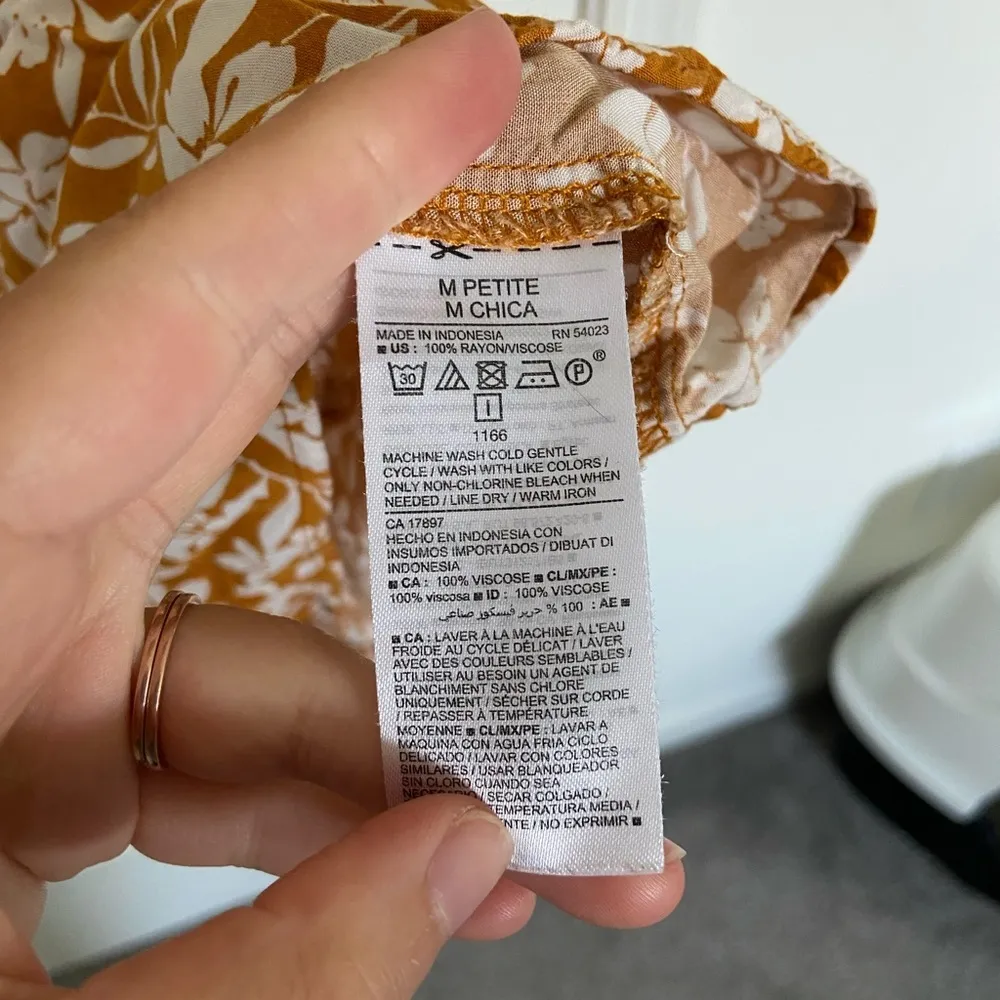 M PETITE
M CHICA
MADE IN INDONESIA RN 54023
US : 100% RAYON/VISCOSE
30 P ®
1166
MACHINE WASH COLD GENTLE
CYCLE / WASH WITH LIKE COLORS /
ONLY NON-CHLORINE BLEACH WHEN
NEEDED / LINE DRY / WARM IRON
CA 17897
HECHO EN INDONESIA CON
INSUMOS IMPORTADOS / DIBUAT DI
INDONESIA
CA : 100% VISCOSE CL/MX/PE :
100% viscosa ID : 100% VISCOSE
AE : 100 % حرير فيسكوز صناعي
CA : LAVER À LA MACHINE À L'EAU
FROIDE AU CYCLE DÉLICAT / LAVER
AVEC DES COULEURS SEMBLABLES /
UTILISER AU BESOIN UN AGENT DE
BLANCHIMENT SANS CHLORE
UNIQUEMENT / SÉCHER SUR CORDE
/ REPASSER À TEMPÉRATURE
MOYENNE CL/MX/PE : LAVAR A
MAQUINA CON AGUA FRIA CICLO
DELICADO / LAVAR CON COLORES
SIMILARES / USAR BLANQUEADOR
SIN CLORO CUANDO SEA
NECESARIO / SECAR COLGADO /
TEMPERATURA MEDIA /
NTE / NO EXPRIMIR